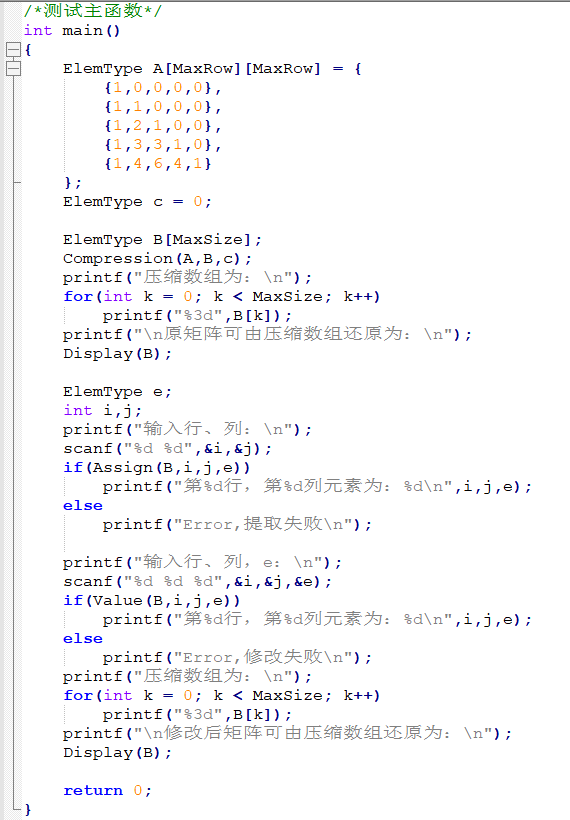 /*测试主函数*/
int main()
{
    ElemType A[MaxRow][MaxRow] = {
        {1,0,0,0,0},
        {1,1,0,0,0},
        {1,2,1,0,0},
        {1,3,3,1,0},
        {1,4,6,4,1}
    };
    ElemType c = 0;

    ElemType B[MaxSize];
    Compression(A,B,c);
    printf("压缩数组为：\n");
    for(int k = 0; k < MaxSize; k++)
        printf("%3d",B[k]);
    printf("\n原矩阵可由压缩数组还原为：\n");
    Display(B);

    ElemType e;
    int i,j;
    printf("输入行、列：\n");
    scanf("%d %d",&i,&j);
    if(Assign(B,i,j,e))
        printf("第%d行，第%d列元素为：%d\n",i,j,e);
    else
        printf("Error,提取失败\n");

    printf("输入行、列，e：\n");
    scanf("%d %d %d",&i,&j,&e);
    if(Value(B,i,j,e))
        printf("第%d行，第%d列元素为：%d\n",i,j,e);
    else
        printf("Error,修改失败\n");
    printf("压缩数组为：\n");
    for(int k = 0; k < MaxSize; k++)
        printf("%3d",B[k]);
    printf("\n修改后矩阵可由压缩数组还原为：\n");
    Display(B);

    return 0;
}